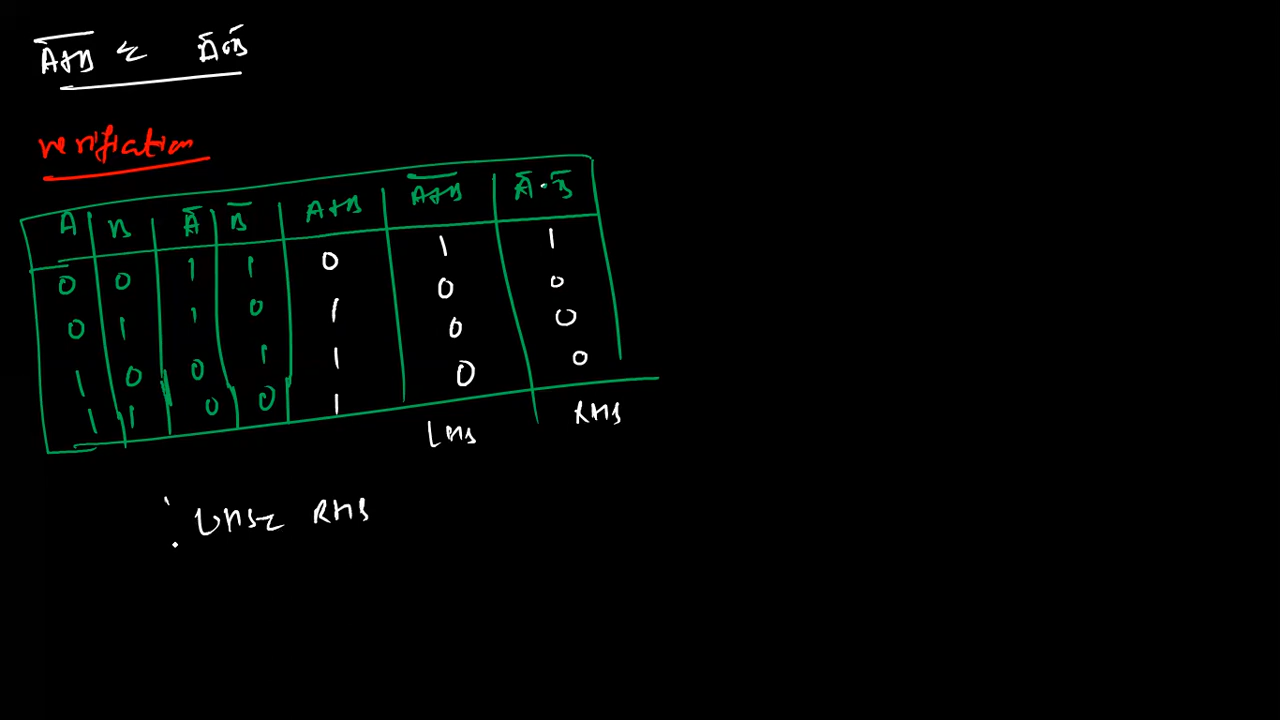 A̅+̅B̅ = A̅·B̅
verifiation
A B A̅ B̅ A+B A̅+̅B̅ A̅·B̅
0 0 1 1 0 1 1
0 1 1 0 1 0 0
1 0 0 1 1 0 0
1 1 0 0 1 0 0
LHS RHS
∴ LHS= RHS